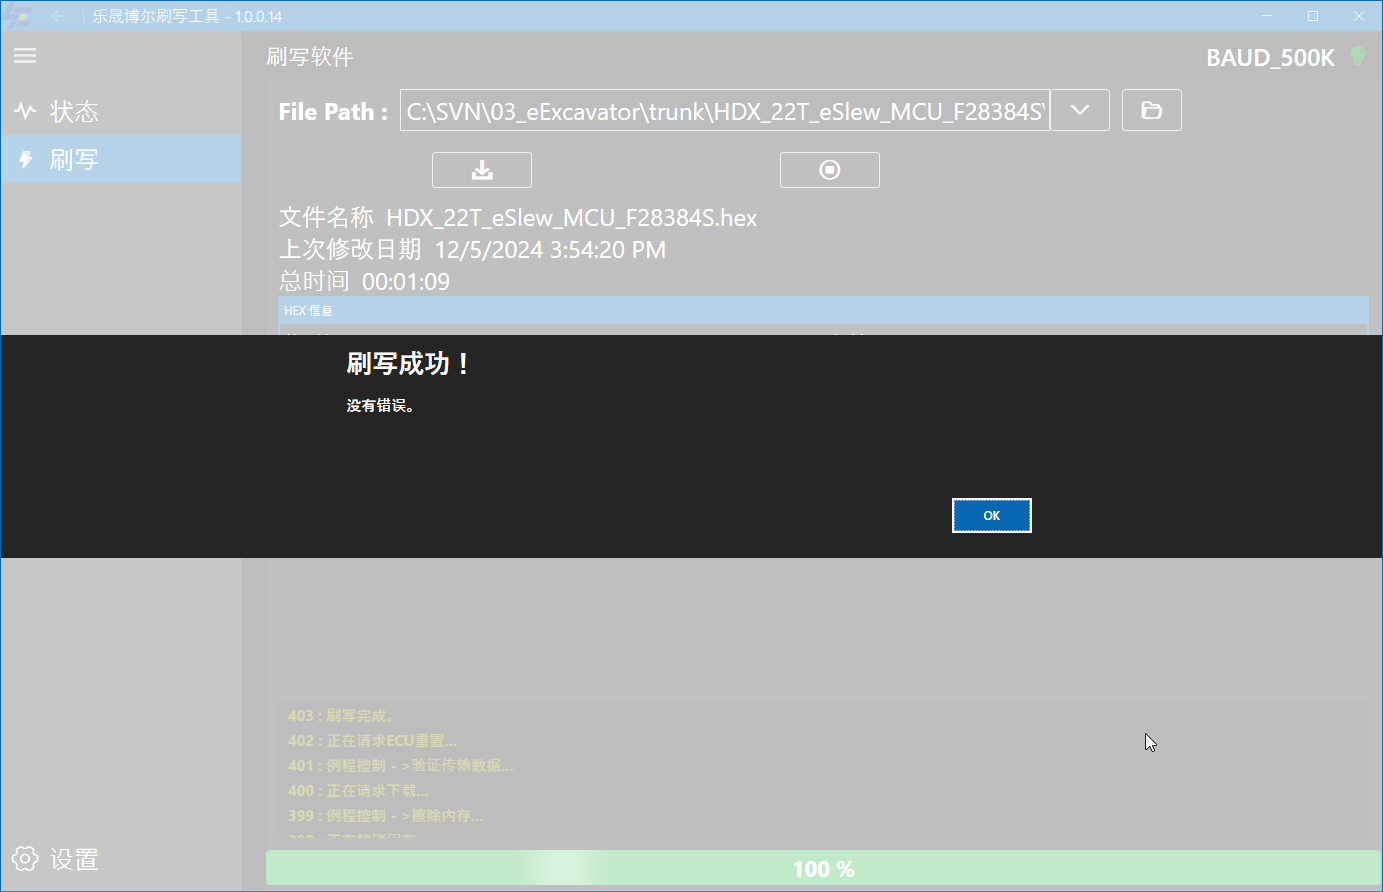 乐晟博尔刷写工具 - 1.0.0.14
刷写软件
BAUD_500K
状态
File Path :
C:\SVN\03_eExcavator\trunk\HDX_22T_eSlew_MCU_F28384S\
刷写
文件名称 HDX_22T_eSlew_MCU_F28384S.hex
上次修改日期 12/5/2024 3:54:20 PM
总时间 00:01:09
HEX 信息
刷写成功！
没有错误。
OK
403 : 刷写完成。
402 : 正在请求ECU重置...
401 : 例程控制 - >验证传输数据...
400 : 正在请求下载...
399 : 例程控制 - >擦除内存...
设置
100 %